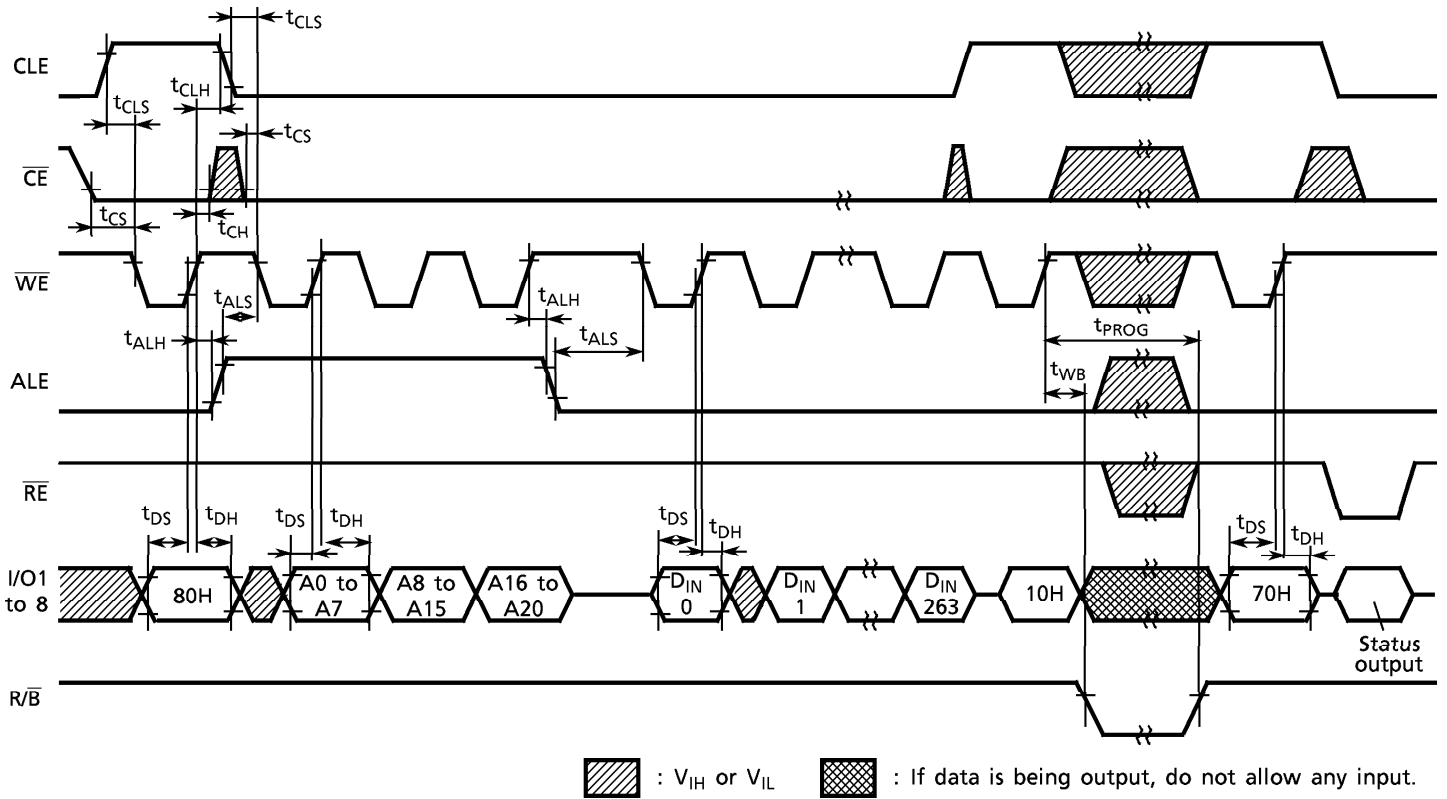 tCLS
CLE
tCLH
tCLS
tCS
CE
tCS
tCH
WE
tALS
tALH
tALH
tALS
tPROG
tWB
ALE
RE
tDS
tDH
tDS
tDH
tDS
tDH
tDS
tDH
I/O1
to 8
80H
A0 to
A7
A8 to
A15
A16 to
A20
DIN
0
DIN
1
DIN
263
10H
70H
Status
output
R/B
: VIH or VIL
: If data is being output, do not allow any input.